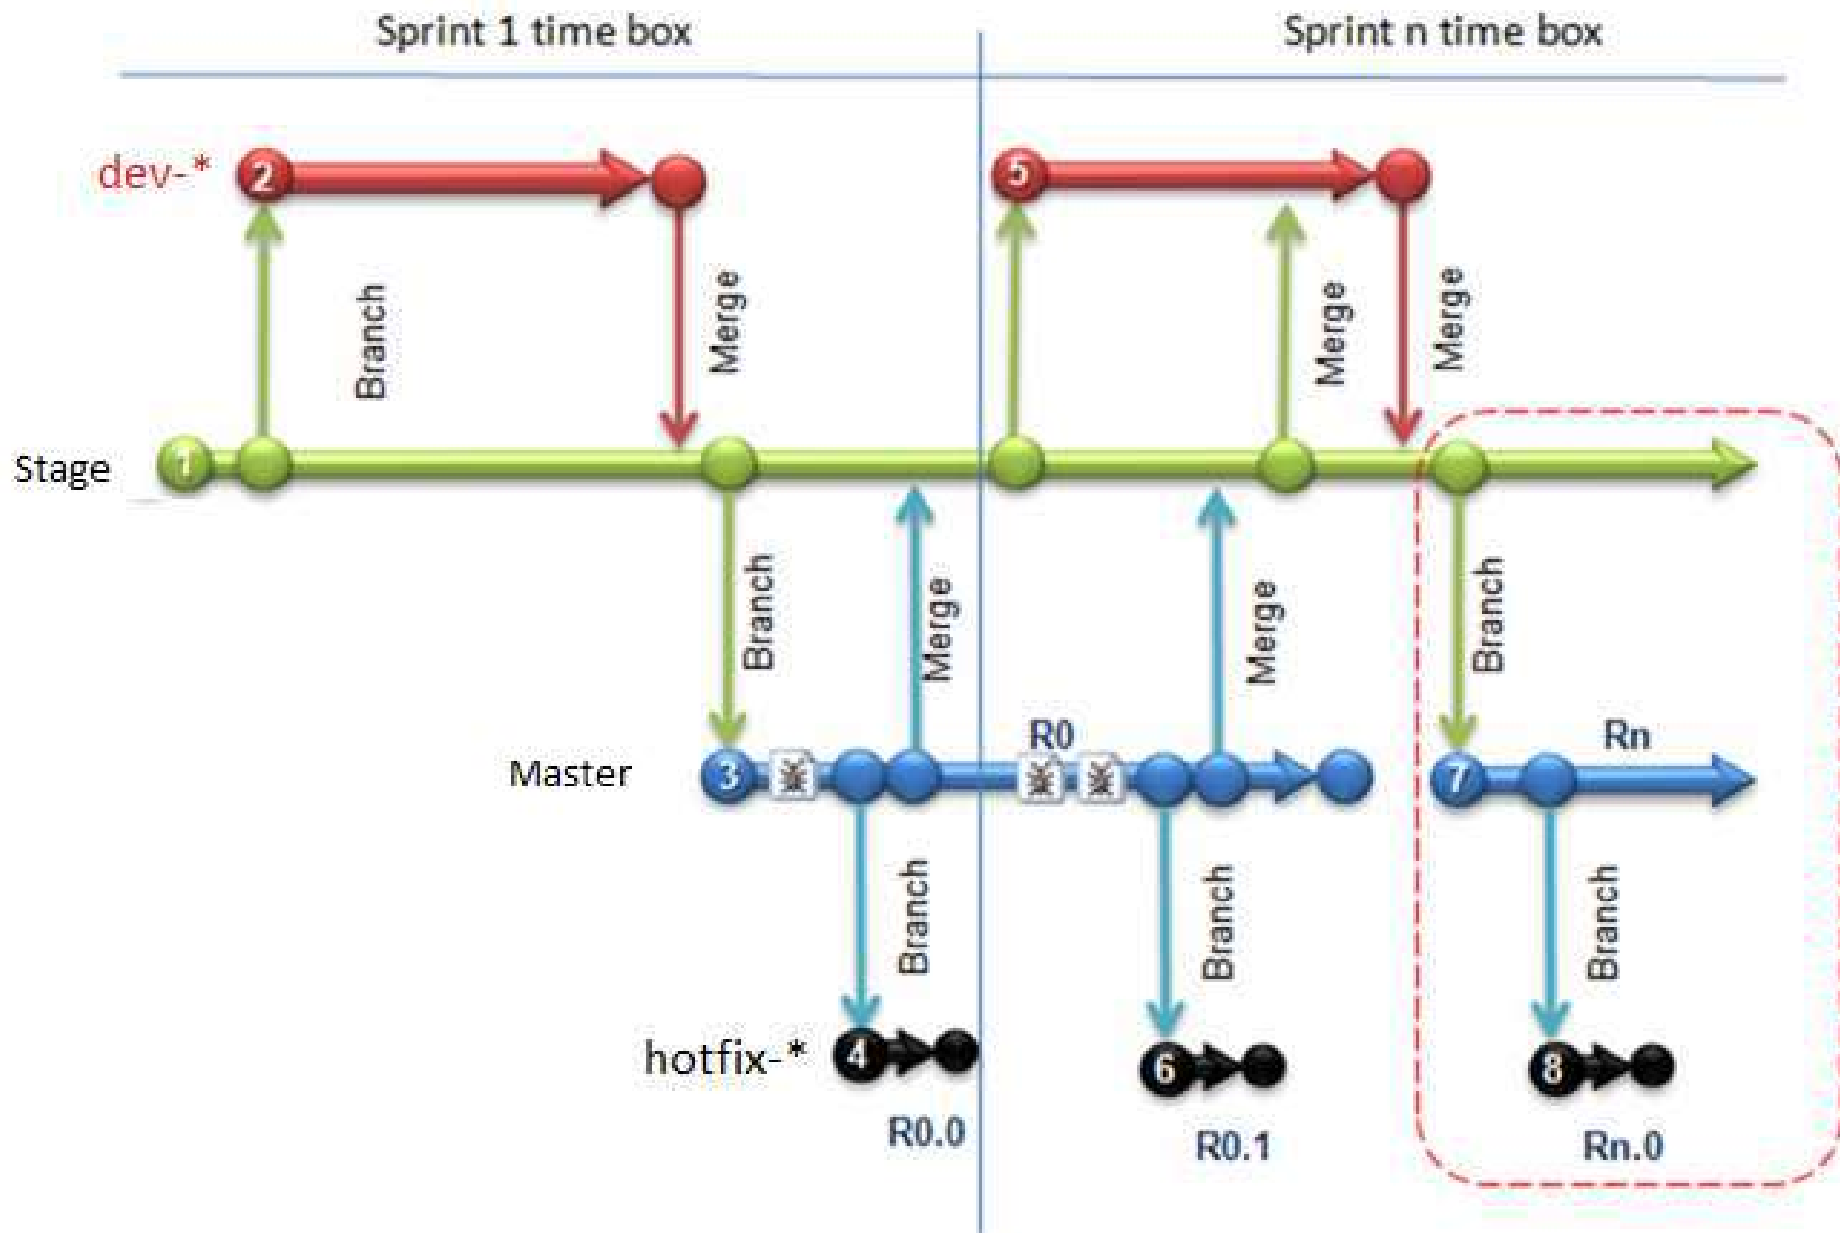 Sprint 1 time box
Sprint n time box
dev-*
2
5
Branch
Merge
Merge
Merge
Stage
1
Branch
Merge
Merge
Branch
R0
Rn
Master
3
7
Branch
Branch
Branch
hotfix-*
4
6
8
R0.0
R0.1
Rn.0